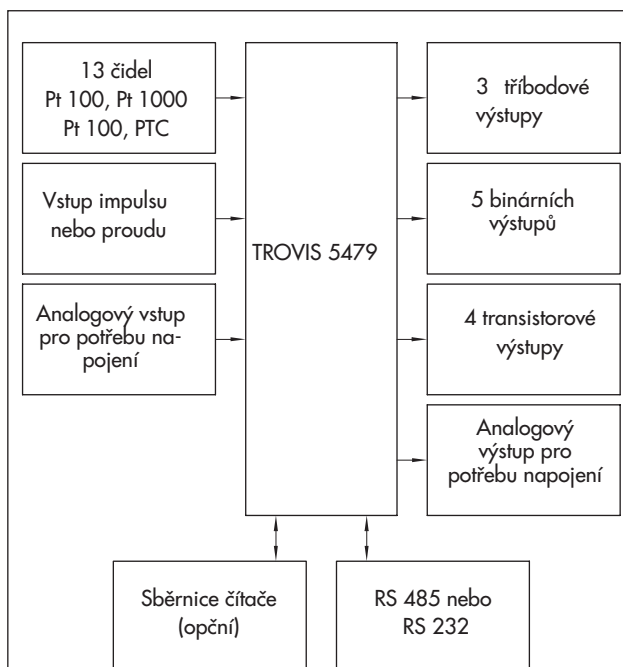 13 čidel
Pt 100, Pt 1000
Pt 100, PTC
Vstup impulsu
nebo proudu
Analogový vstup
pro potřebu na-
pojení
TROVIS 5479
3 tříbodové
výstupy
5 binárních
výstupů
4 transistorové
výstupy
Analogový
výstup pro
potřebu napojení
Sběrnice čítače
(opční)
RS 485 nebo
RS 232